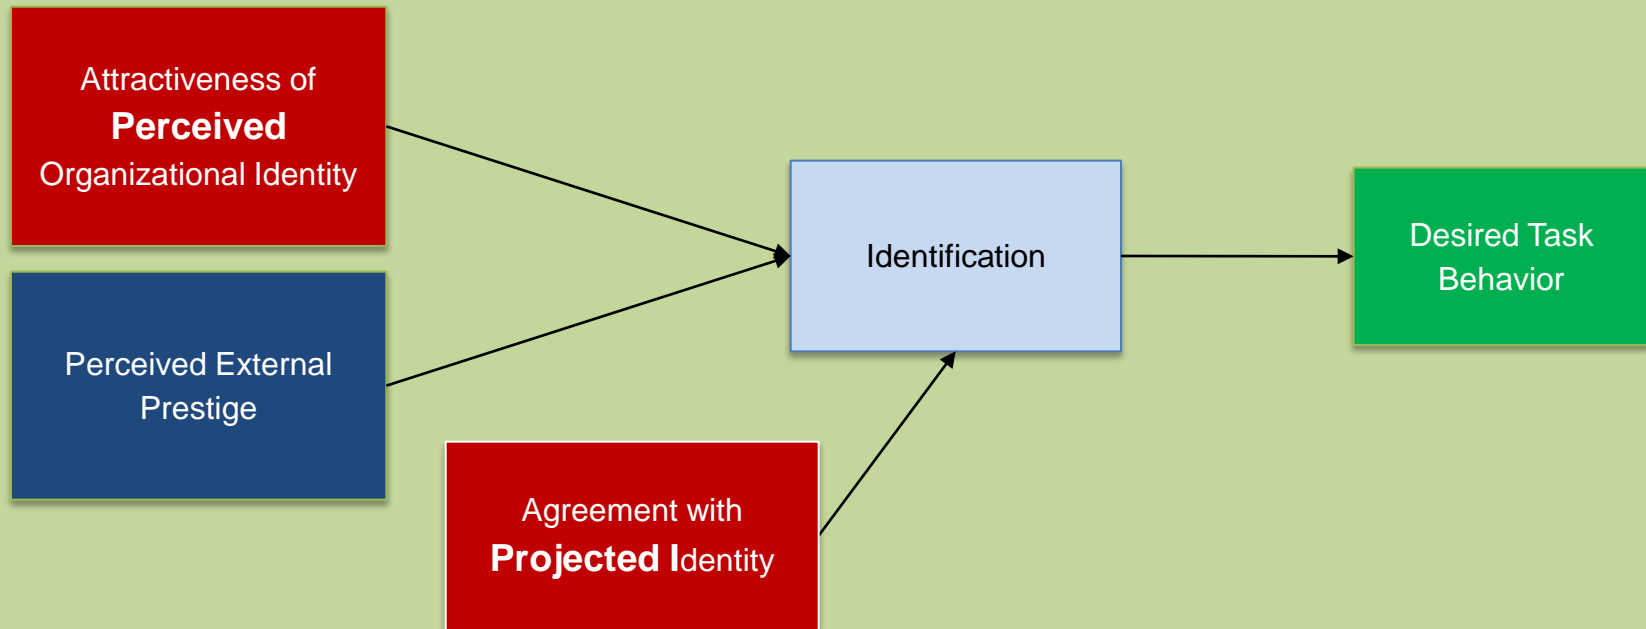 Attractiveness of
Perceived
Organizational Identity
Perceived External
Prestige
Identification
Desired Task
Behavior
Agreement with
Projected Identity